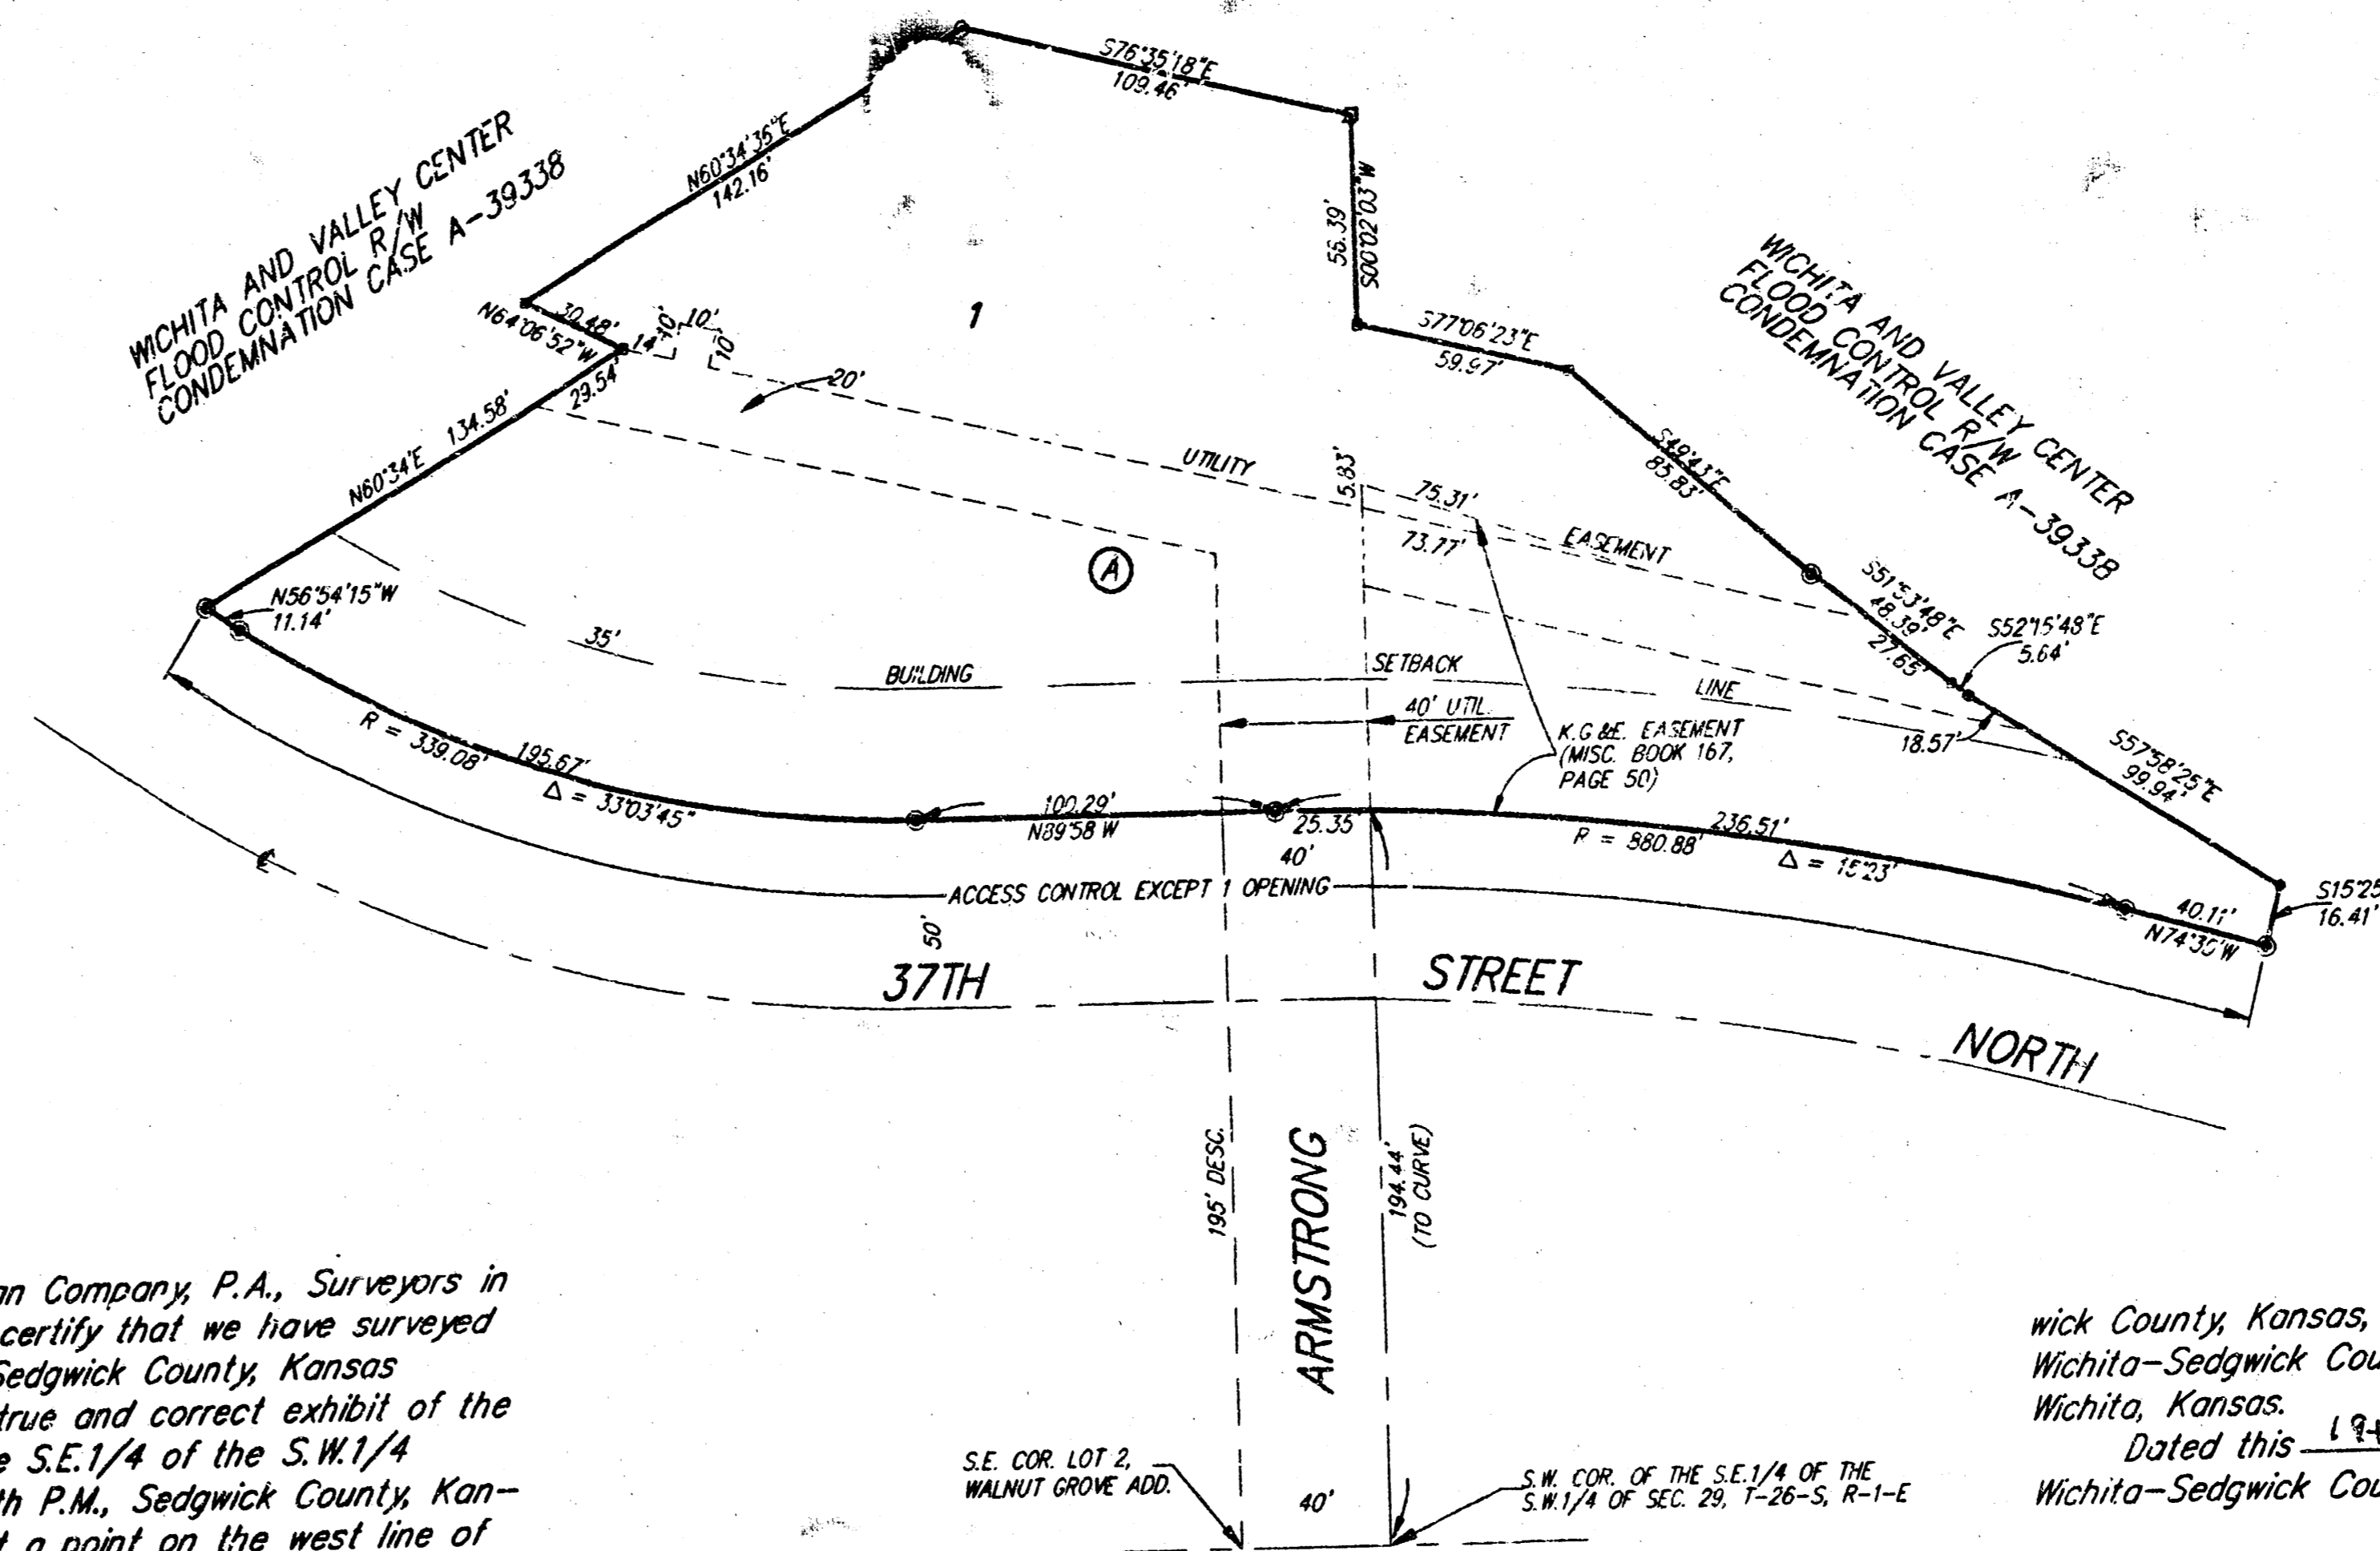 S76°35'18"E
109.46'
N60°34'35"E
142.16'
WICHITA AND VALLEY CENTER
FLOOD CONTROL R/W
CONDEMNATION CASE A-39338
56.39'
S00°02'03"W
1
30.48'
N64°06'52"W
14'
10'
10'
10'
20'
29.54'
134.58'
N60°34'E
S77°06'23"E
59.97'
WICHITA AND VALLEY CENTER
FLOOD CONTROL R/W
CONDEMNATION CASE A-39338
S49°43'E
85.83'
UTILITY
5.83'
75.31'
73.77'
EASEMENT
A
S51°53'48"E
48.39'
27.65'
S52°15'48"E
5.64'
N56°54'15"W
11.14'
35'
BUILDING
SETBACK
LINE
40' UTIL.
EASEMENT
K.G.&E. EASEMENT
(MISC. BOOK 167,
PAGE 50)
18.57'
S57°58'25"E
99.94'
R = 339.08'
195.67'
Δ = 33°03'45"
100.29'
N89°58'W
25.35'
40'
R = 880.88'
236.51'
Δ = 15°23'
ACCESS CONTROL EXCEPT 1 OPENING
40.11'
N74°35'W
S15°25
16.41'
50'
37TH
STREET
NORTH
195' DESC.
ARMSTRONG
194.44'
(TO CURVE)
an Company, P.A., Surveyors in
certify that we have surveyed
Sedgwick County, Kansas
true and correct exhibit of the
e S.E.1/4 of the S.W.1/4
th P.M., Sedgwick County, Kan-
t a point on the west line of
S.E. COR. LOT 2,
WALNUT GROVE ADD.
40'
S.W. COR. OF THE S.E.1/4 OF THE
S.W.1/4 OF SEC. 29, T-26-S, R-1-E
wick County, Kansas,
Wichita-Sedgwick Cou
Wichita, Kansas.
Dated this
Wichita-Sedgwick Cou